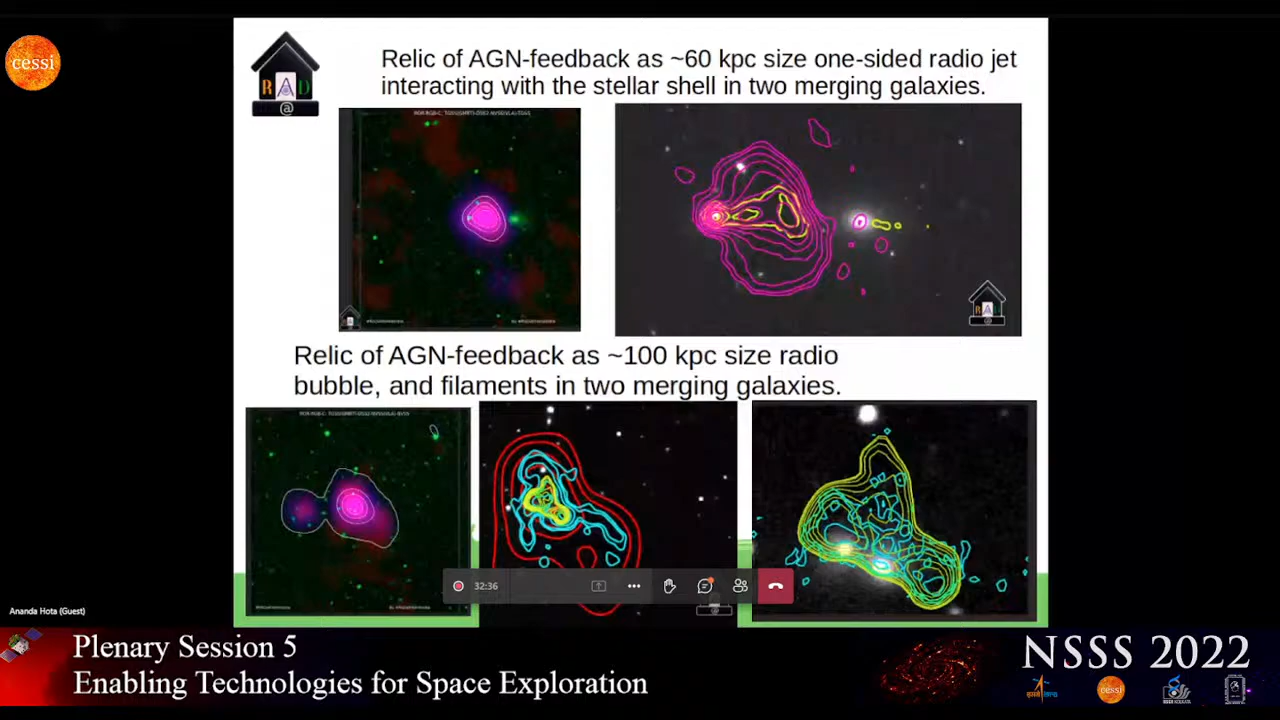 cessi
RAD
@
Relic of AGN-feedback as ~60 kpc size one-sided radio jet
interacting with the stellar shell in two merging galaxies.
Relic of AGN-feedback as ~100 kpc size radio
bubble, and filaments in two merging galaxies.
32:36
Ananda Hota (Guest)
Plenary Session 5
Enabling Technologies for Space Exploration
NSSS 2022
cessi